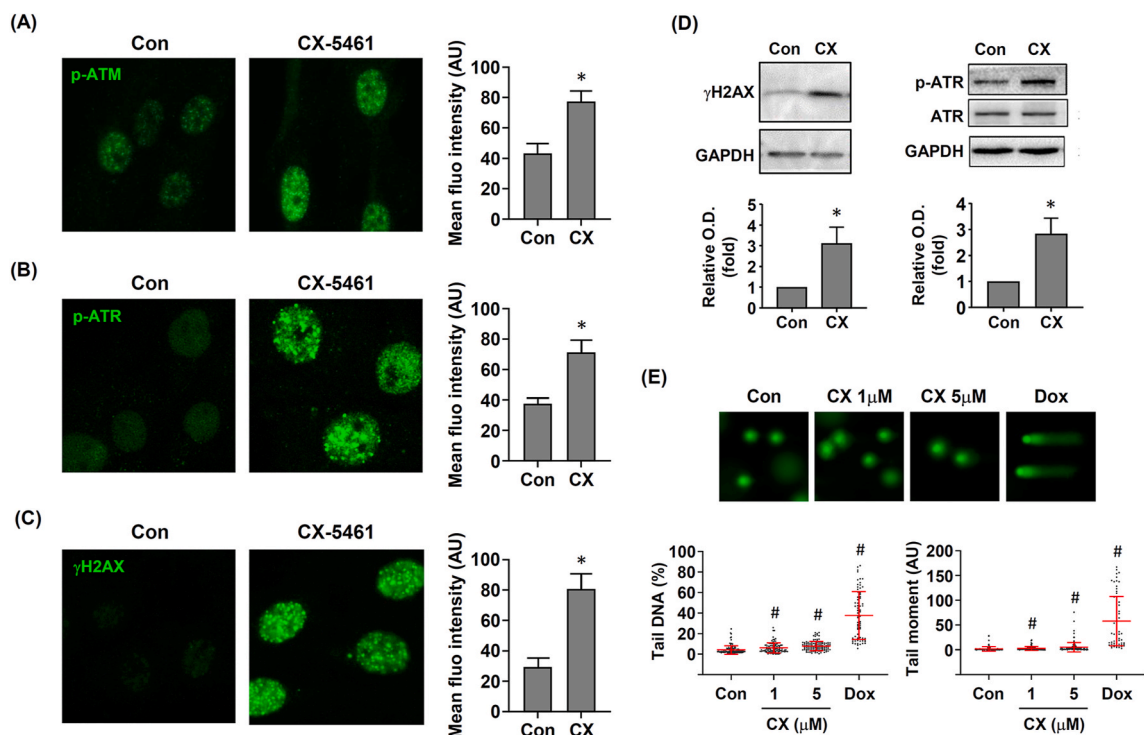 (A)
Con
CX-5461
p-ATM
Mean fluo intensity (AU)
100
80
60
40
20
0
*
Con CX
(B)
Con
CX-5461
p-ATR
Mean fluo intensity (AU)
100
80
60
40
20
0
*
Con CX
(C)
Con
CX-5461
γH2AX
Mean fluo intensity (AU)
100
80
60
40
20
0
*
Con CX
(D)
Con CX
γH2AX
GAPDH
Relative O.D.
(fold)
5
4
3
2
1
0
*
Con CX
Con CX
p-ATR
ATR
GAPDH
Relative O.D.
(fold)
5
4
3
2
1
0
*
Con CX
(E)
Con CX 1μM CX 5μM Dox
Tail DNA (%)
100
80
60
40
20
0
# # #
Con 1 5 Dox
CX (μM)
Tail moment (AU)
200
150
100
50
0
# # #
Con 1 5 Dox
CX (μM)